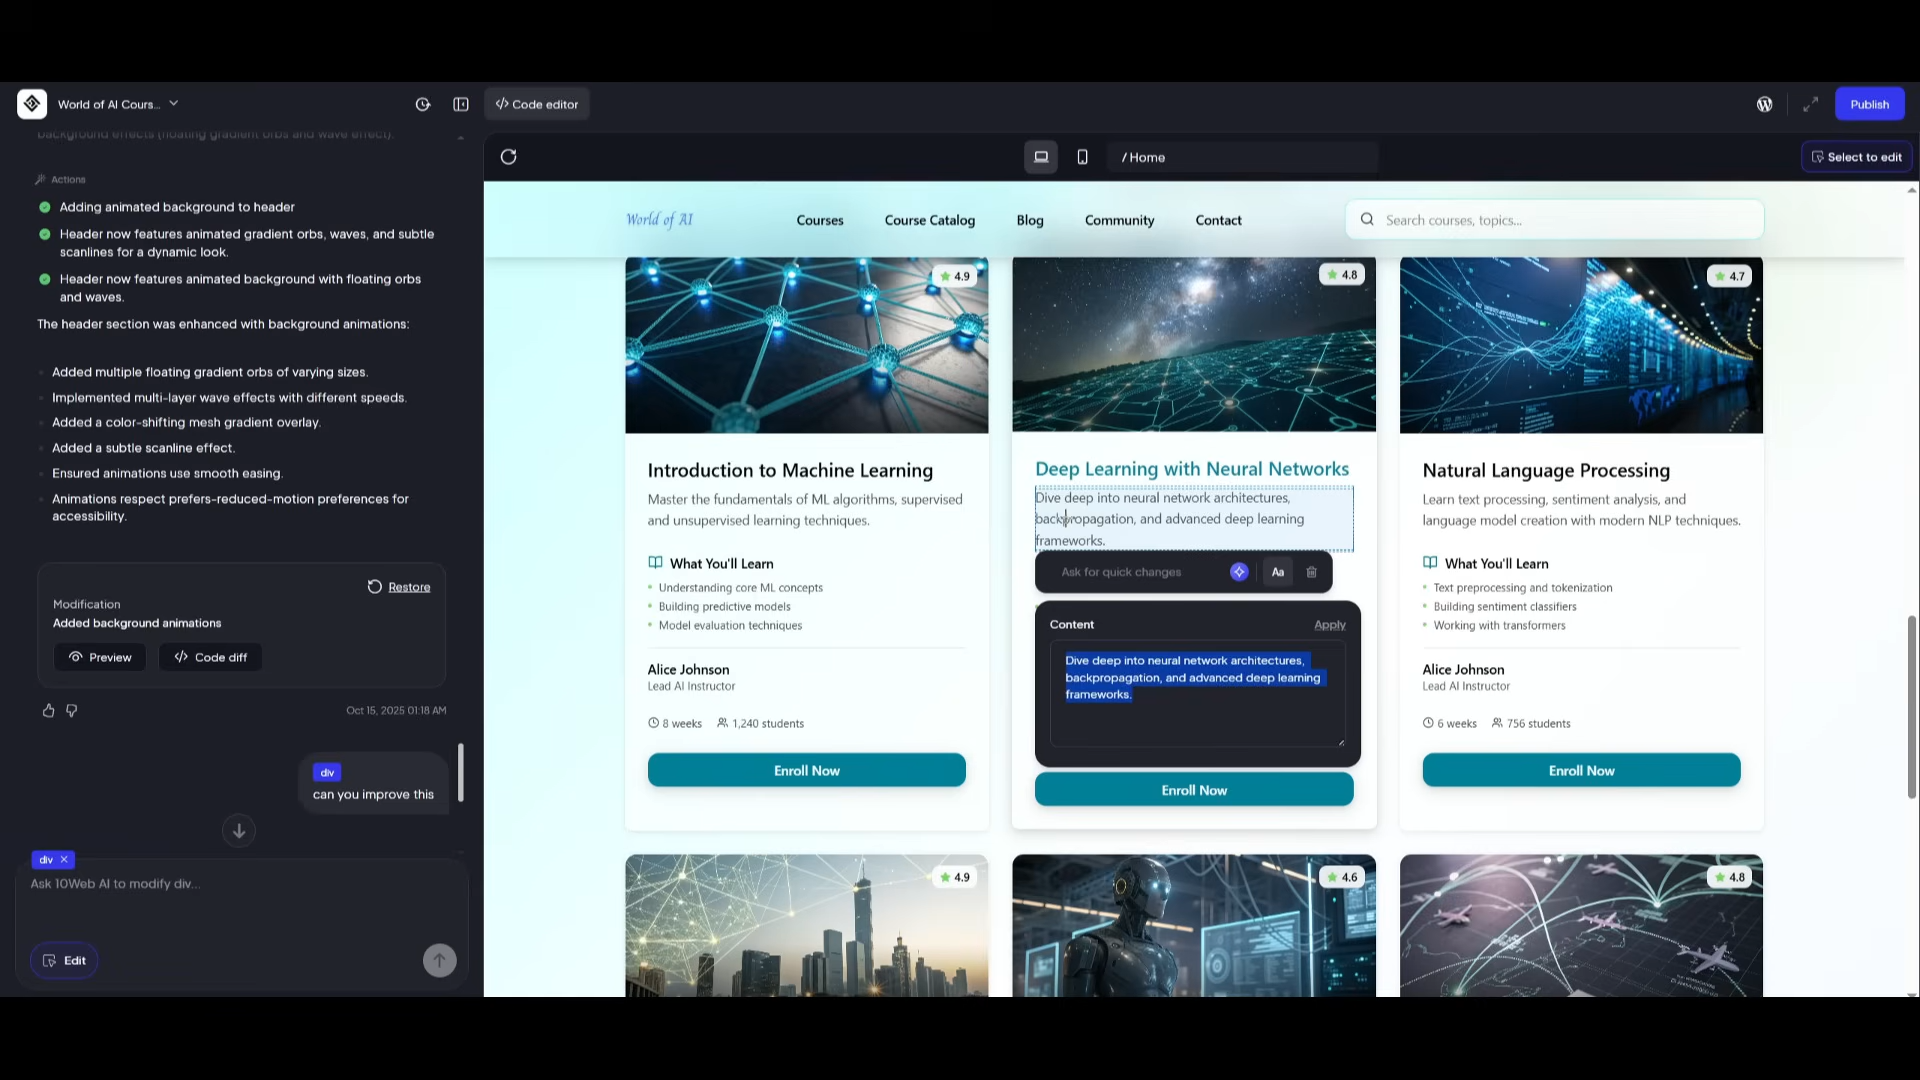 World of AI Cours...
Code editor
Publish
background effects (floating gradient orbs and wave effect).
Actions
Adding animated background to header
Header now features animated gradient orbs, waves, and subtle
scanlines for a dynamic look.
Header now features animated background with floating orbs
and waves.
The header section was enhanced with background animations:
Added multiple floating gradient orbs of varying sizes.
Implemented multi-layer wave effects with different speeds.
Added a color-shifting mesh gradient overlay.
Added a subtle scanline effect.
Ensured animations use smooth easing.
Animations respect prefers-reduced-motion preferences for
accessibility.
Restore
Modification
Added background animations
Preview
Code diff
Oct 15, 2025 01:18 AM
div
can you improve this
div
Ask 10Web AI to modify div...
Edit
/ Home
Select to edit
World of AI
Courses
Course Catalog
Blog
Community
Contact
Search courses, topics...
4.9
Introduction to Machine Learning
Master the fundamentals of ML algorithms, supervised
and unsupervised learning techniques.
What You'll Learn
Understanding core ML concepts
Building predictive models
Model evaluation techniques
Alice Johnson
Lead AI Instructor
8 weeks
1,240 students
Enroll Now
4.8
Deep Learning with Neural Networks
Dive deep into neural network architectures,
backpropagation, and advanced deep learning
frameworks.
Ask for quick changes
Aa
Content
Apply
Dive deep into neural network architectures,
backpropagation, and advanced deep learning
frameworks.
Enroll Now
4.7
Natural Language Processing
Learn text processing, sentiment analysis, and
language model creation with modern NLP techniques.
What You'll Learn
Text preprocessing and tokenization
Building sentiment classifiers
Working with transformers
Alice Johnson
Lead AI Instructor
6 weeks
756 students
Enroll Now
4.9
4.6
4.8